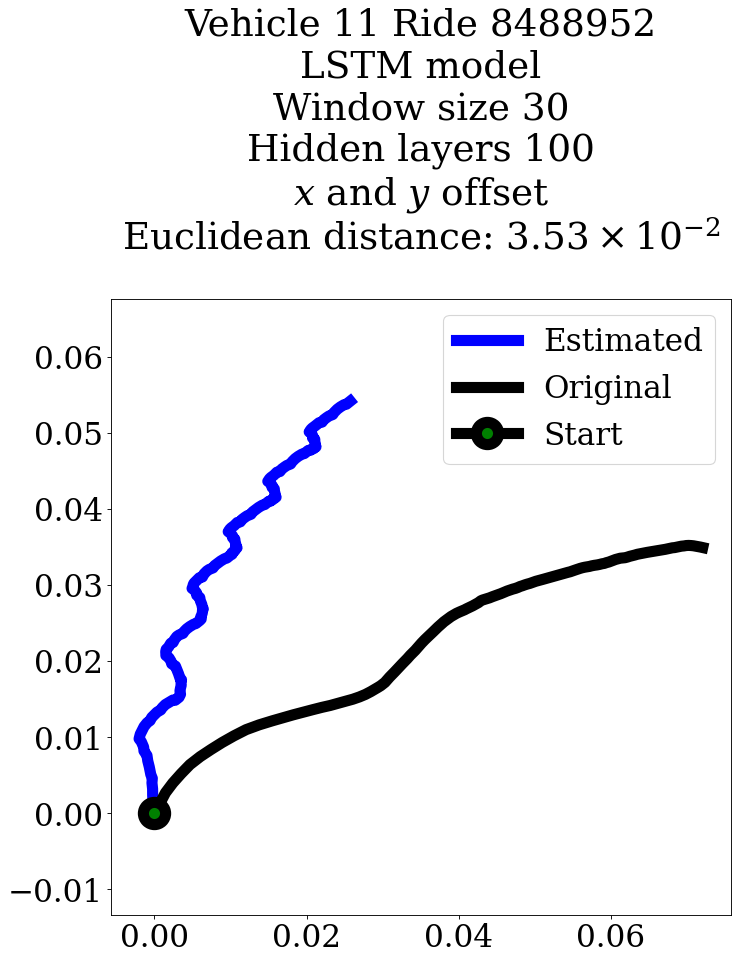 Vehicle 11 Ride 8488952
LSTM model
Window size 30
Hidden layers 100
x and y offset
Euclidean distance: 3.53 × 10⁻²
Estimated
Original
Start
0.06
0.05
0.04
0.03
0.02
0.01
0.00
−0.01
0.00 0.02 0.04 0.06